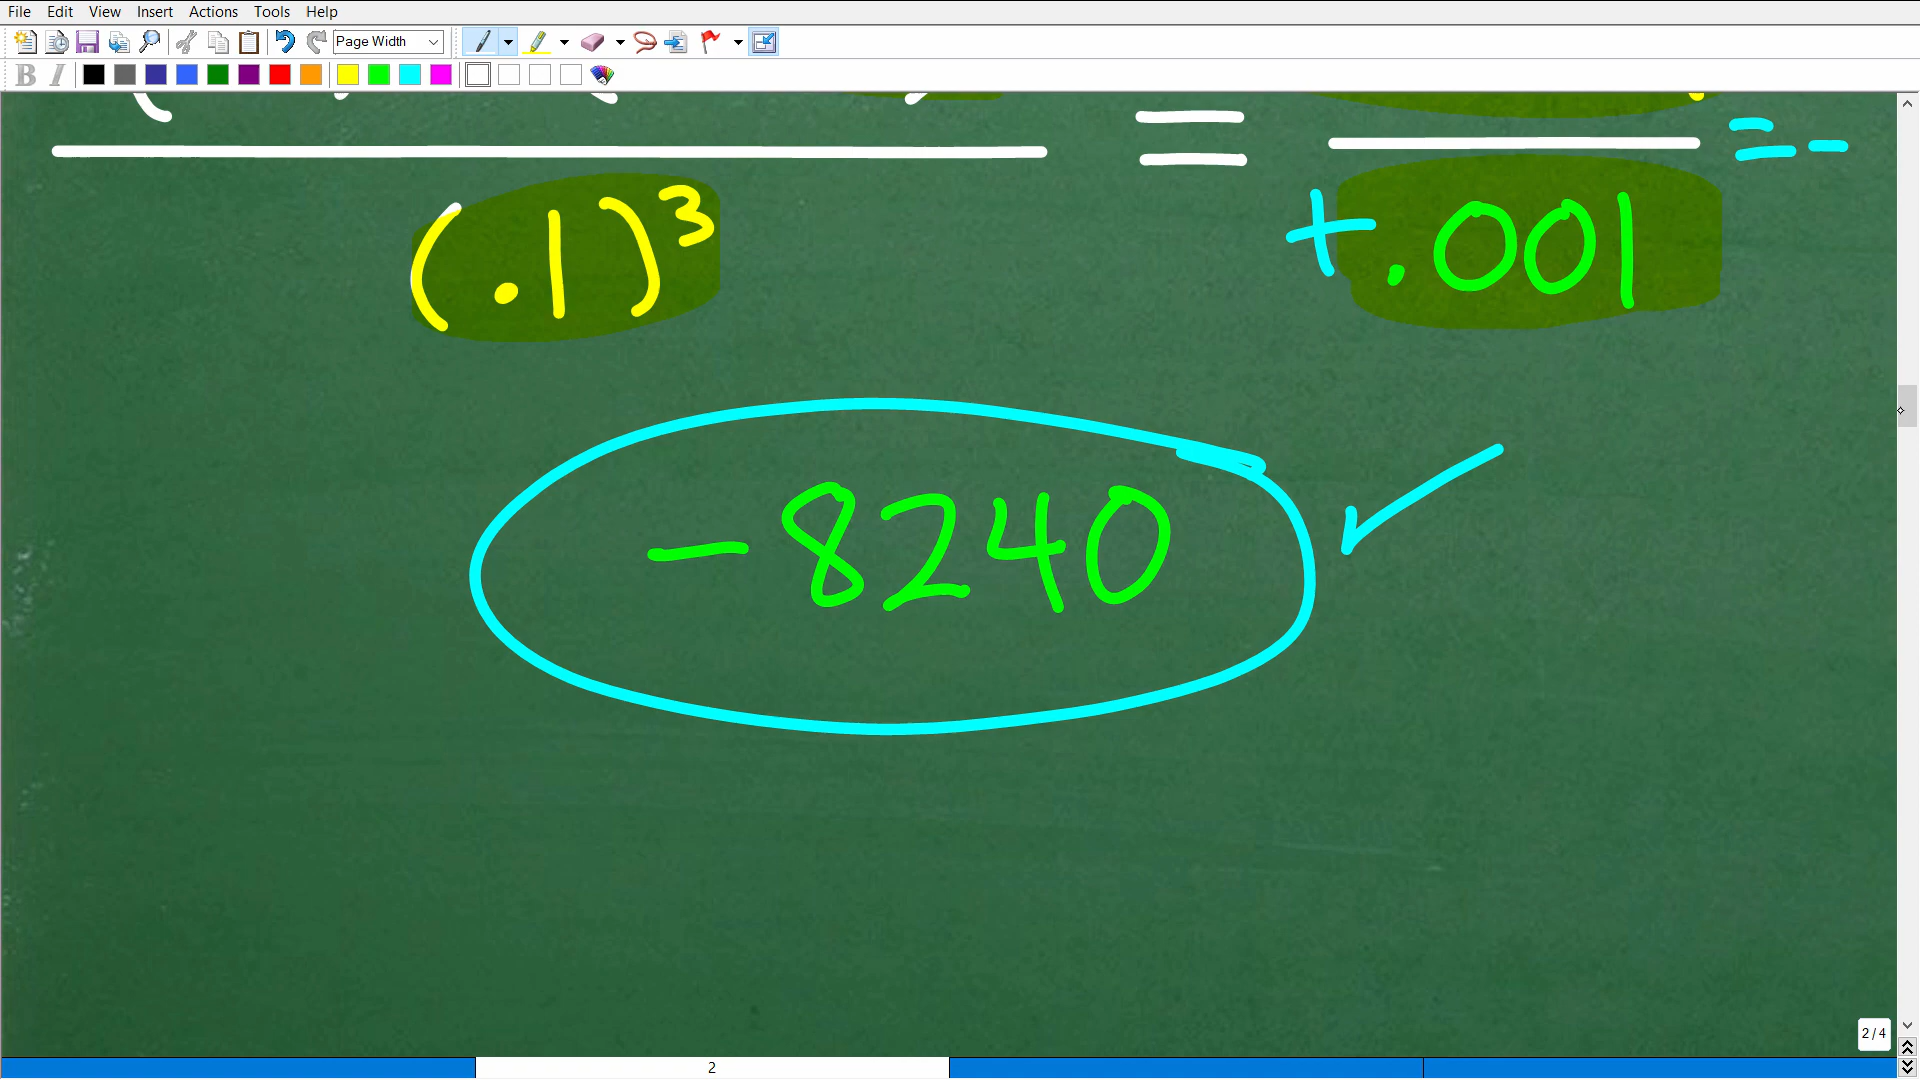 File Edit View Insert Actions Tools Help
Page Width
B I
= = -
(.1)³ + .001
-8240 ✓
2 / 4
2